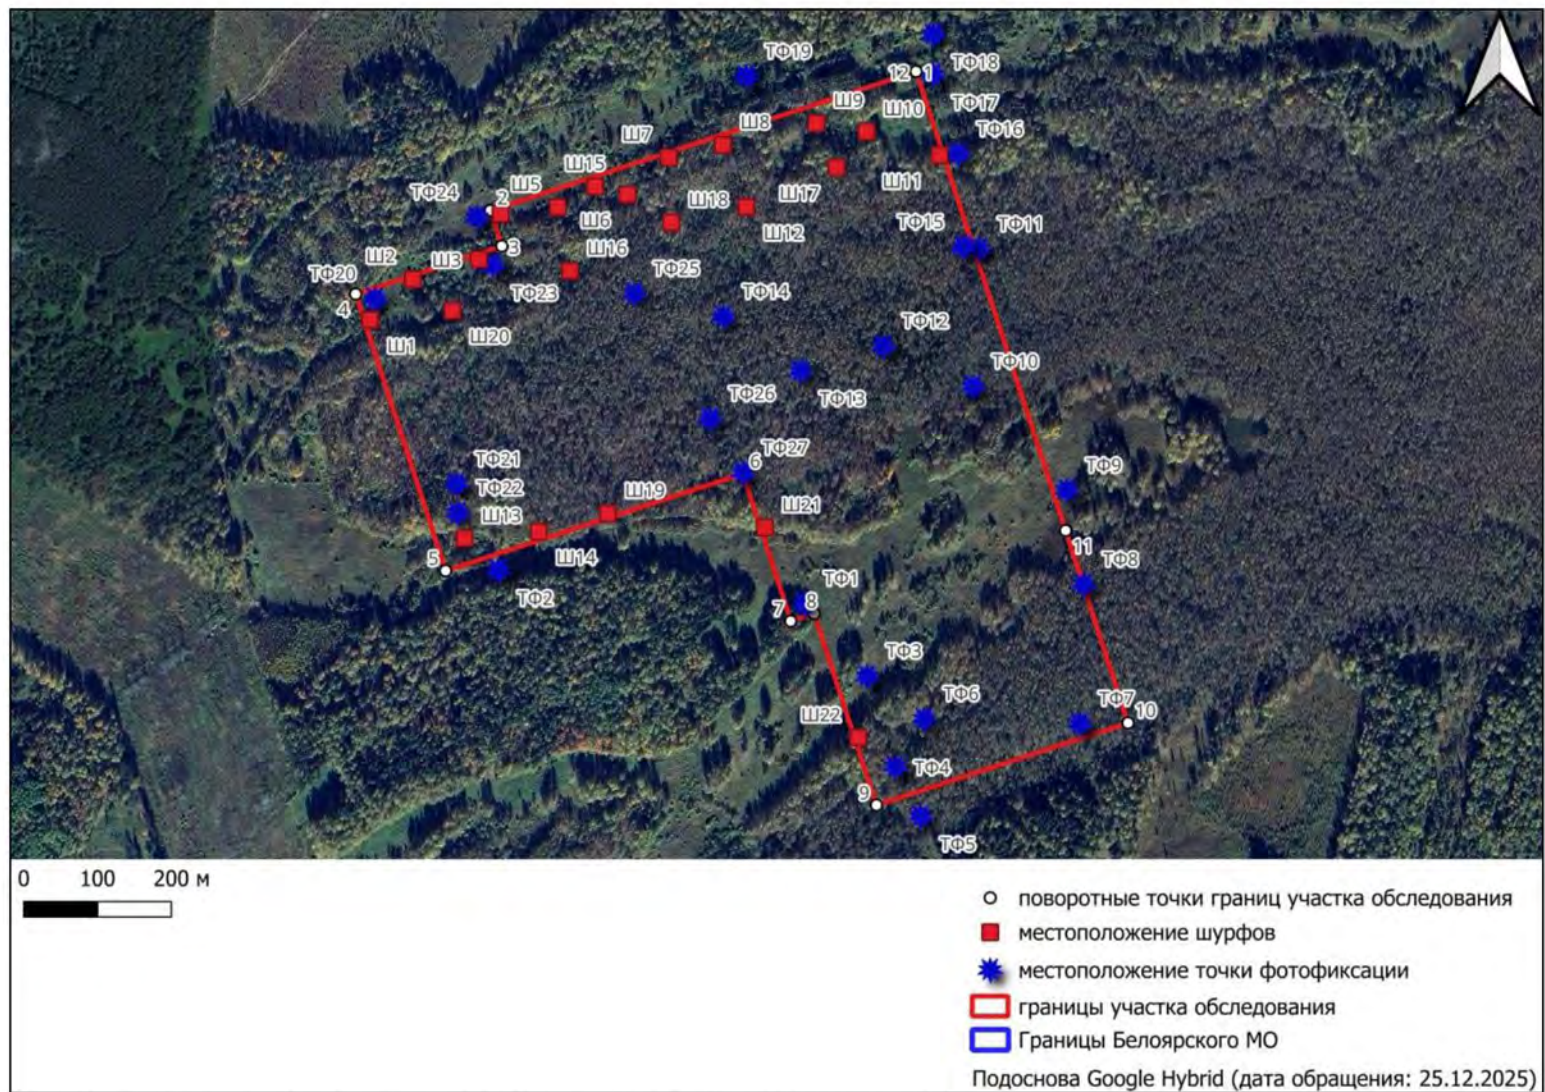 ТФ19
ТФ18
12 1
ТФ17
Ш9
Ш10
ТФ16
Ш8
Ш7
Ш15
Ш11
Ш5
ТФ24
2
Ш17
Ш18
Ш6
Ш12
3
Ш16
ТФ15
ТФ11
Ш2
Ш3
ТФ20
ТФ25
ТФ23
4
Ш20
ТФ14
Ш1
ТФ12
ТФ10
ТФ13
ТФ26
ТФ27
6
ТФ21
ТФ9
ТФ22
Ш19
Ш13
Ш21
11
5
Ш14
ТФ8
ТФ2
ТФ1
7 8
ТФ3
ТФ6
ТФ7
10
Ш22
ТФ4
9
ТФ5
0 100 200 м
поворотные точки границ участка обследования
местоположение шурфов
местоположение точки фотофиксации
границы участка обследования
Границы Белоярского МО
Подоснова Google Hybrid (дата обращения: 25.12.2025)